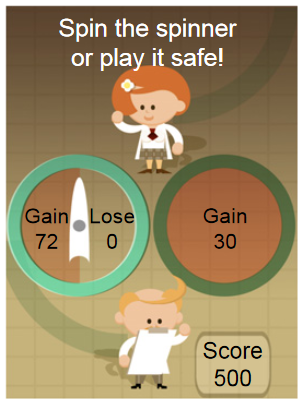 Spin the spinner
or play it safe!
Gain
72
Lose
0
Gain
30
Score
500